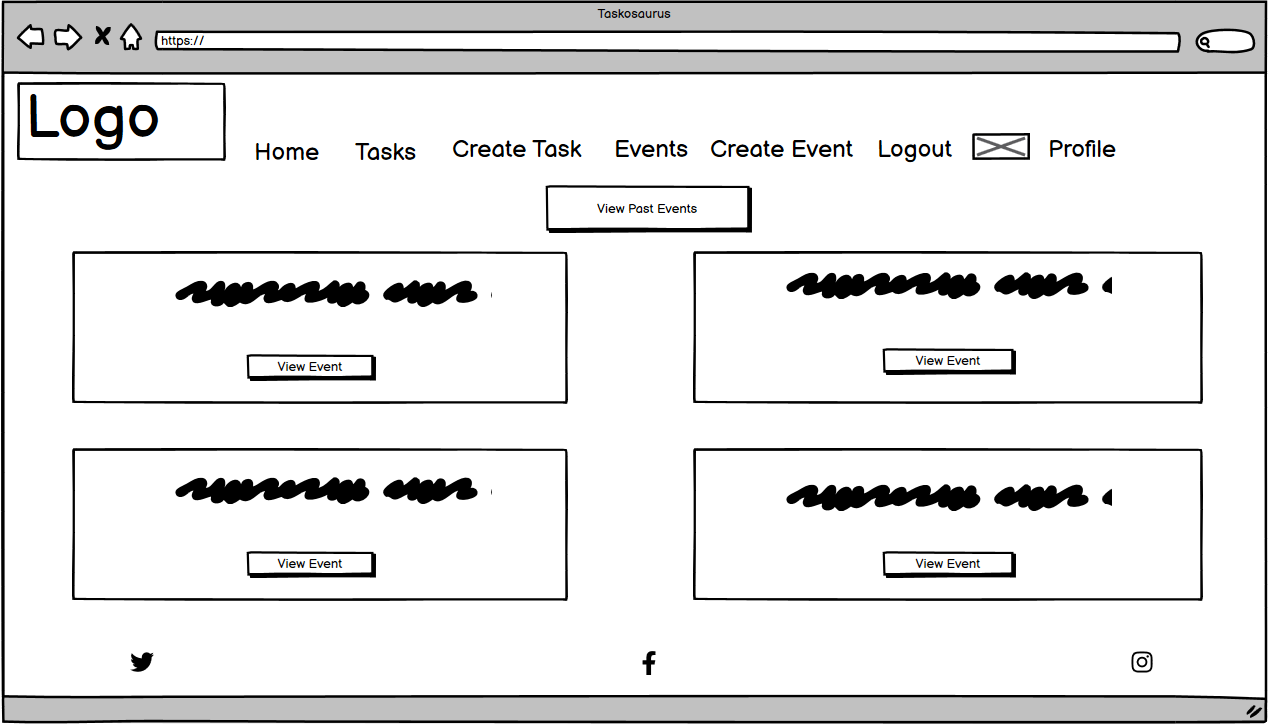 Taskosaurus
https://
Logo
Home Tasks Create Task Events Create Event Logout Profile
View Past Events
View Event View Event
View Event View Event